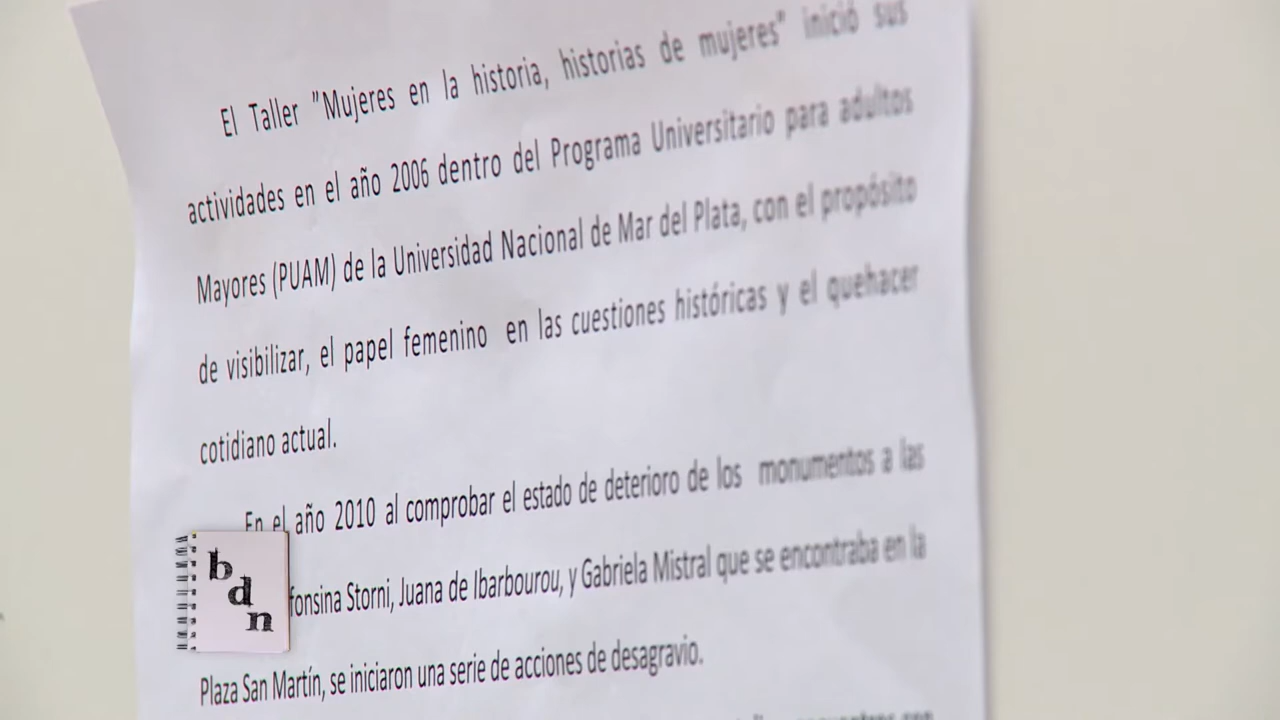 El Taller "Mujeres en la historia, historias de mujeres" inició sus
actividades en el año 2006 dentro del Programa Universitario para adultos
Mayores (PUAM) de la Universidad Nacional de Mar del Plata, con el propósito
de visibilizar, el papel femenino en las cuestiones históricas y el quehacer
cotidiano actual.
En el año 2010 al comprobar el estado de deterioro de los monumentos a las
fonsina Storni, Juana de Ibarbourou, y Gabriela Mistral que se encontraba en la
Plaza San Martín, se iniciaron una serie de acciones de desagravio.
bdn